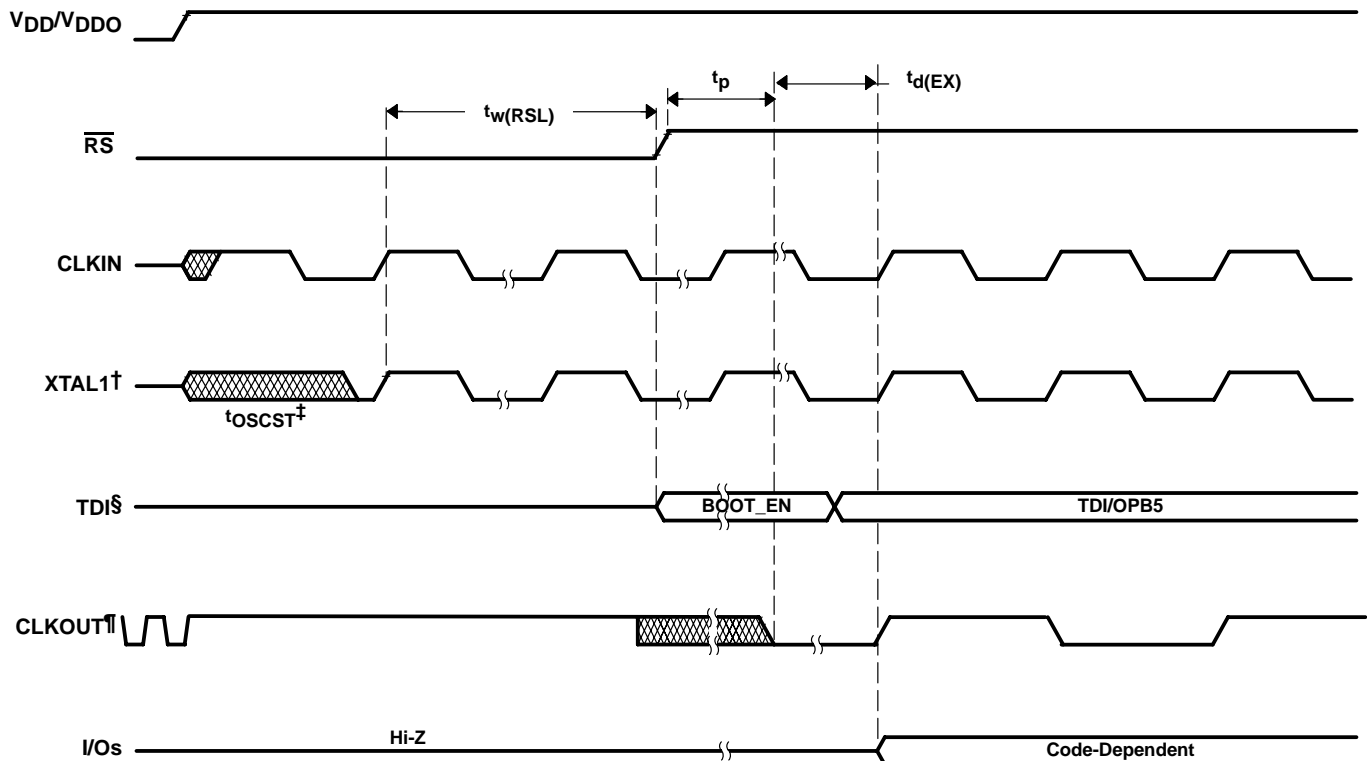 VDD/VDDO
tp
td(EX)
tw(RSL)
RS
CLKIN
XTAL1†
tOSCST‡
TDI§
BOOT_EN
TDI/OPB5
CLKOUT¶
I/Os
Hi-Z
Code-Dependent